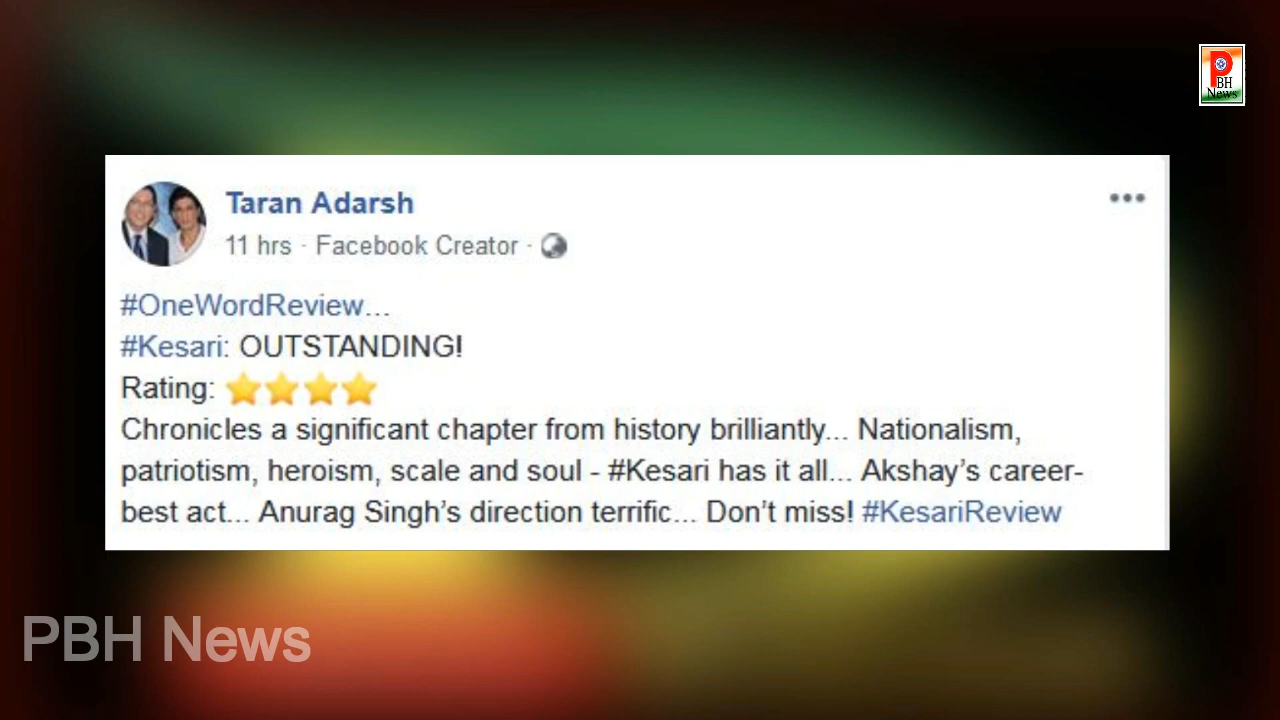 P
BH
News
Taran Adarsh
11 hrs · Facebook Creator ·
#OneWordReview...
#Kesari: OUTSTANDING!
Rating: ⭐⭐⭐⭐
Chronicles a significant chapter from history brilliantly... Nationalism,
patriotism, heroism, scale and soul - #Kesari has it all... Akshay’s career-
best act... Anurag Singh’s direction terrific... Don’t miss! #KesariReview
PBH News